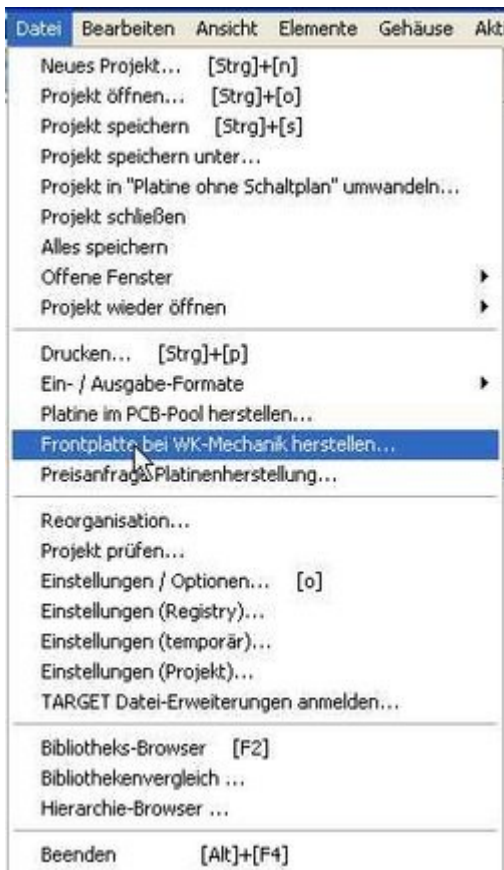 Datei Bearbeiten Ansicht Elemente Gehäuse Akt
Neues Projekt... [Strg]+[n]
Projekt öffnen... [Strg]+[o]
Projekt speichern [Strg]+[s]
Projekt speichern unter...
Projekt in "Platine ohne Schaltplan" umwandeln...
Projekt schließen
Alles speichern
Offene Fenster
Projekt wieder öffnen
Drucken... [Strg]+[p]
Ein- / Ausgabe-Formate
Platine im PCB-Pool herstellen...
Frontplatte bei WK-Mechanik herstellen...
Preisanfrage Platinenherstellung...
Reorganisation...
Projekt prüfen...
Einstellungen / Optionen... [o]
Einstellungen (Registry)...
Einstellungen (temporär)...
Einstellungen (Projekt)...
TARGET Datei-Erweiterungen anmelden...
Bibliotheks-Browser [F2]
Bibliothekenvergleich ...
Hierarchie-Browser ...
Beenden [Alt]+[F4]